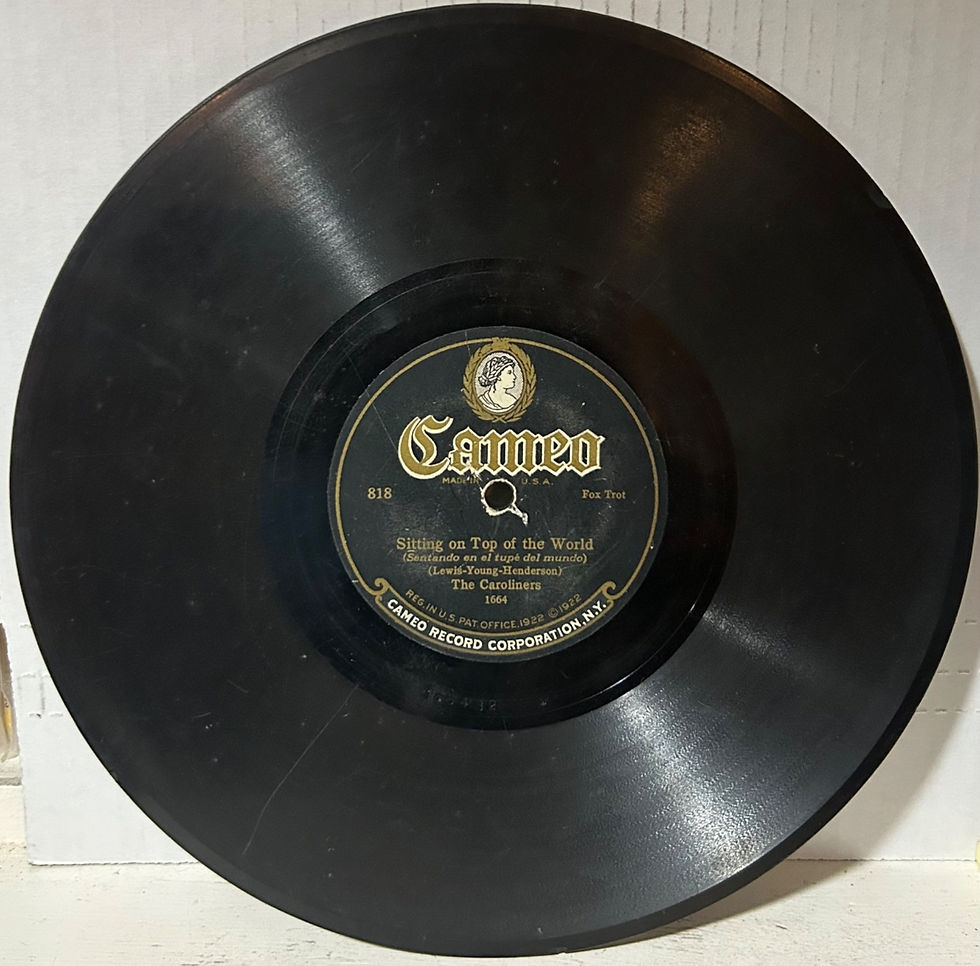 Cameo
MADE IN U.S.A.
818 Fox Trot
Sitting on Top of the World
(Sentando en el tupé del mundo)
(Lewis-Young-Henderson)
The Caroliners
1664
REG. IN U.S. PAT. OFFICE, 1922 © 1922
CAMEO RECORD CORPORATION, N.Y.